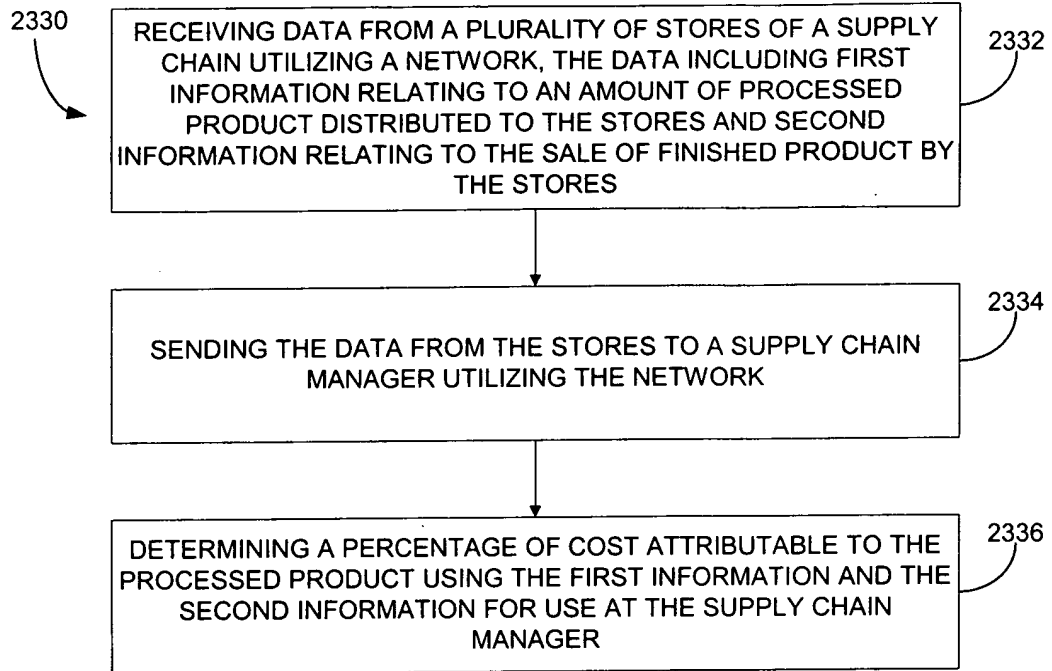 2330
RECEIVING DATA FROM A PLURALITY OF STORES OF A SUPPLY
CHAIN UTILIZING A NETWORK, THE DATA INCLUDING FIRST
INFORMATION RELATING TO AN AMOUNT OF PROCESSED
PRODUCT DISTRIBUTED TO THE STORES AND SECOND
INFORMATION RELATING TO THE SALE OF FINISHED PRODUCT BY
THE STORES
2332
SENDING THE DATA FROM THE STORES TO A SUPPLY CHAIN
MANAGER UTILIZING THE NETWORK
2334
DETERMINING A PERCENTAGE OF COST ATTRIBUTABLE TO THE
PROCESSED PRODUCT USING THE FIRST INFORMATION AND THE
SECOND INFORMATION FOR USE AT THE SUPPLY CHAIN
MANAGER
2336